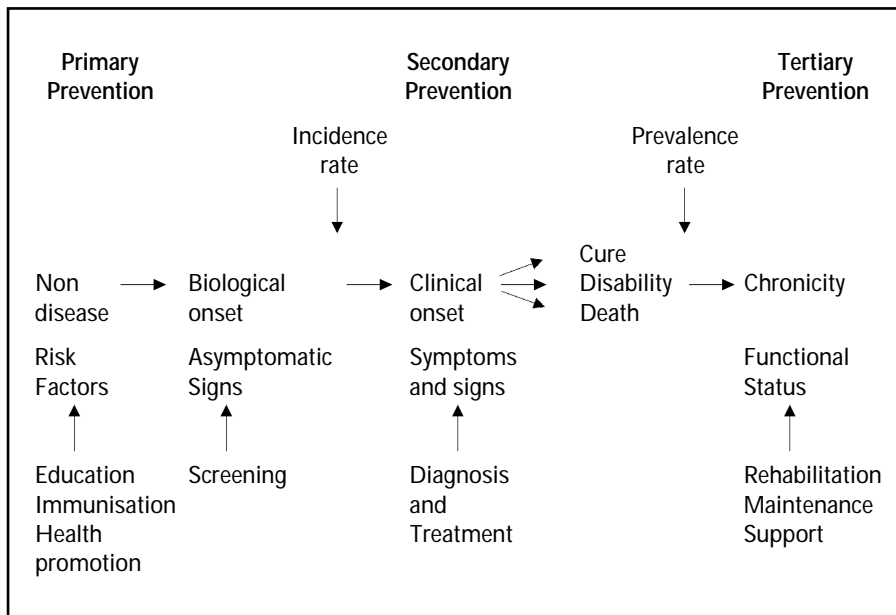 Primary
Prevention
Secondary
Prevention
Tertiary
Prevention
Incidence
rate
Prevalence
rate
Non
disease
Biological
onset
Clinical
onset
Cure
Disability
Death
Chronicity
Risk
Factors
Asymptomatic
Signs
Symptoms
and signs
Functional
Status
Education
Immunisation
Health
promotion
Screening
Diagnosis
and
Treatment
Rehabilitation
Maintenance
Support